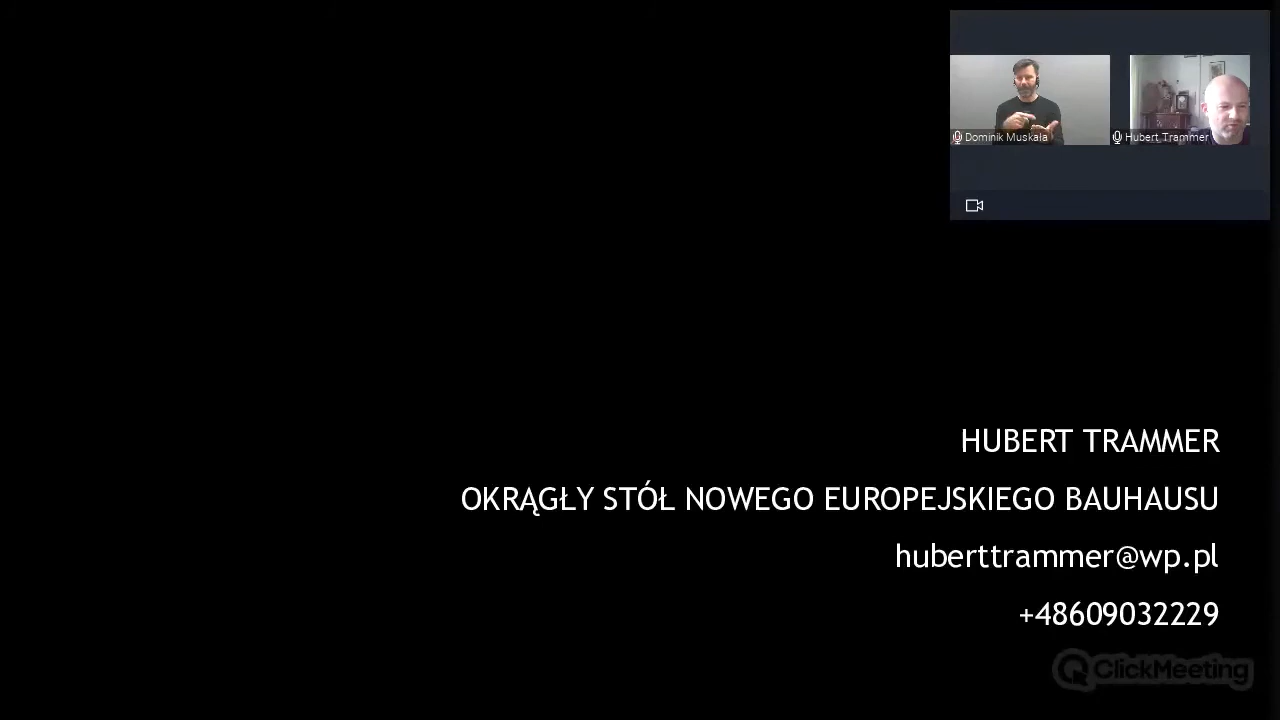 Dominik Muskała
Hubert Trammer
HUBERT TRAMMER
OKRĄGŁY STÓŁ NOWEGO EUROPEJSKIEGO BAUHAUSU
huberttrammer@wp.pl
+48609032229
ClickMeeting